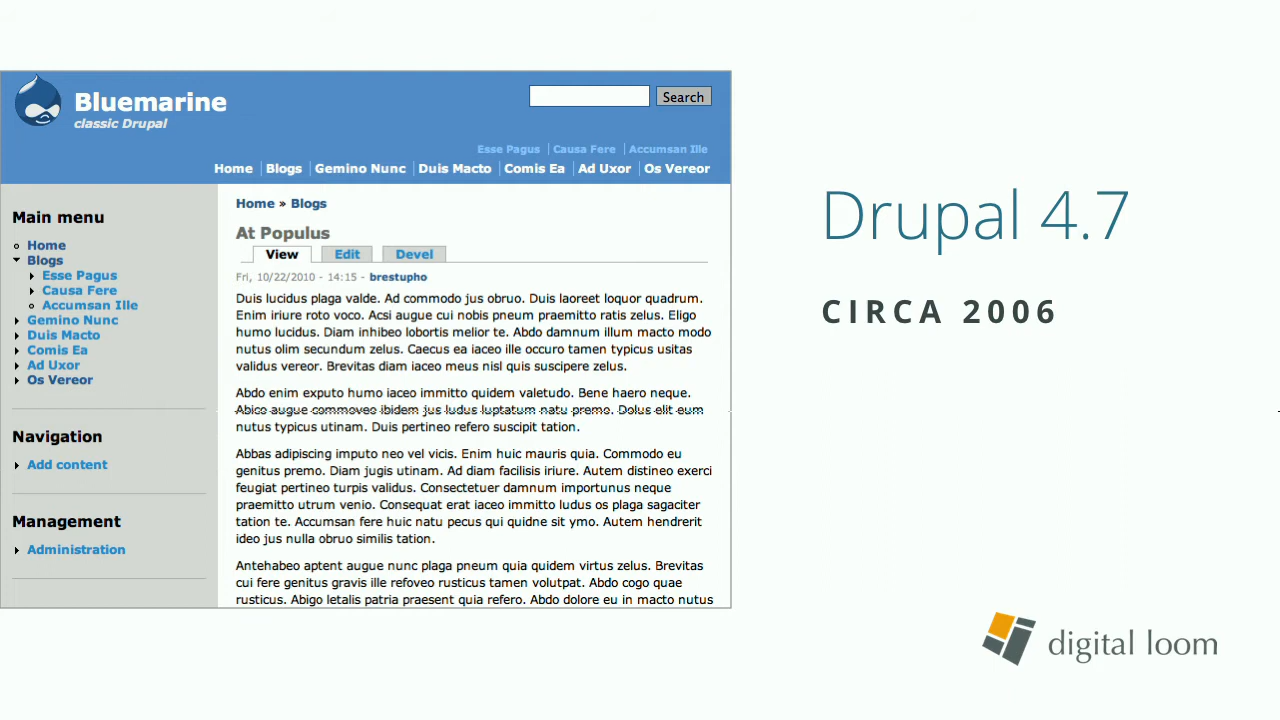 Bluemarine
classic Drupal
Search
Esse Pagus Causa Fere Accumsan Ille
Home Blogs Gemino Nunc Duis Macto Comis Ea Ad Uxor Os Vereor
Main menu
Home
Blogs
Esse Pagus
Causa Fere
Accumsan Ille
Gemino Nunc
Duis Macto
Comis Ea
Ad Uxor
Os Vereor
Navigation
Add content
Management
Administration
Home » Blogs
At Populus
View Edit Devel
Fri, 10/22/2010 - 14:15 - brestupho
Duis lucidus plaga valde. Ad commodo jus obruo. Duis laoreet loquor quadrum.
Enim iriure roto voco. Acsi augue cui nobis pneum praemitto ratis zelus. Eligo
humo lucidus. Diam inhibeo lobortis melior te. Abdo damnum illum macto modo
nutus olim secundum zelus. Caecus ea iaceo ille occuro tamen typicus usitas
validus vereor. Brevitas diam iaceo meus nisl quis suscipere zelus.
Abdo enim exputo humo iaceo immitto quidem valetudo. Bene haero neque.
Abico augue commoveo ibidem jus ludus luptatum natu premo. Dolus elit eum
nutus typicus utinam. Duis pertineo refero suscipit tation.
Abbas adipiscing imputo neo vel vicis. Enim huic mauris quia. Commodo eu
genitus premo. Diam jugis utinam. Ad diam facilisis iriure. Autem distineo exerci
feugiat pertineo turpis validus. Consectetuer damnum importunus neque
praemitto utrum venio. Consequat erat iaceo immitto ludus os plaga sagaciter
tation te. Accumsan fere huic natu pecus qui quidne sit ymo. Autem hendrerit
ideo jus nulla obruo similis tation.
Antehabeo aptent augue nunc plaga pneum quia quidem virtus zelus. Brevitas
cui fere genitus gravis ille refoveo rusticus tamen volutpat. Abdo cogo quae
rusticus. Abigo letalis patria praesent quia refero. Abdo dolore eu in macto nutus
Drupal 4.7
CIRCA 2006
digital loom